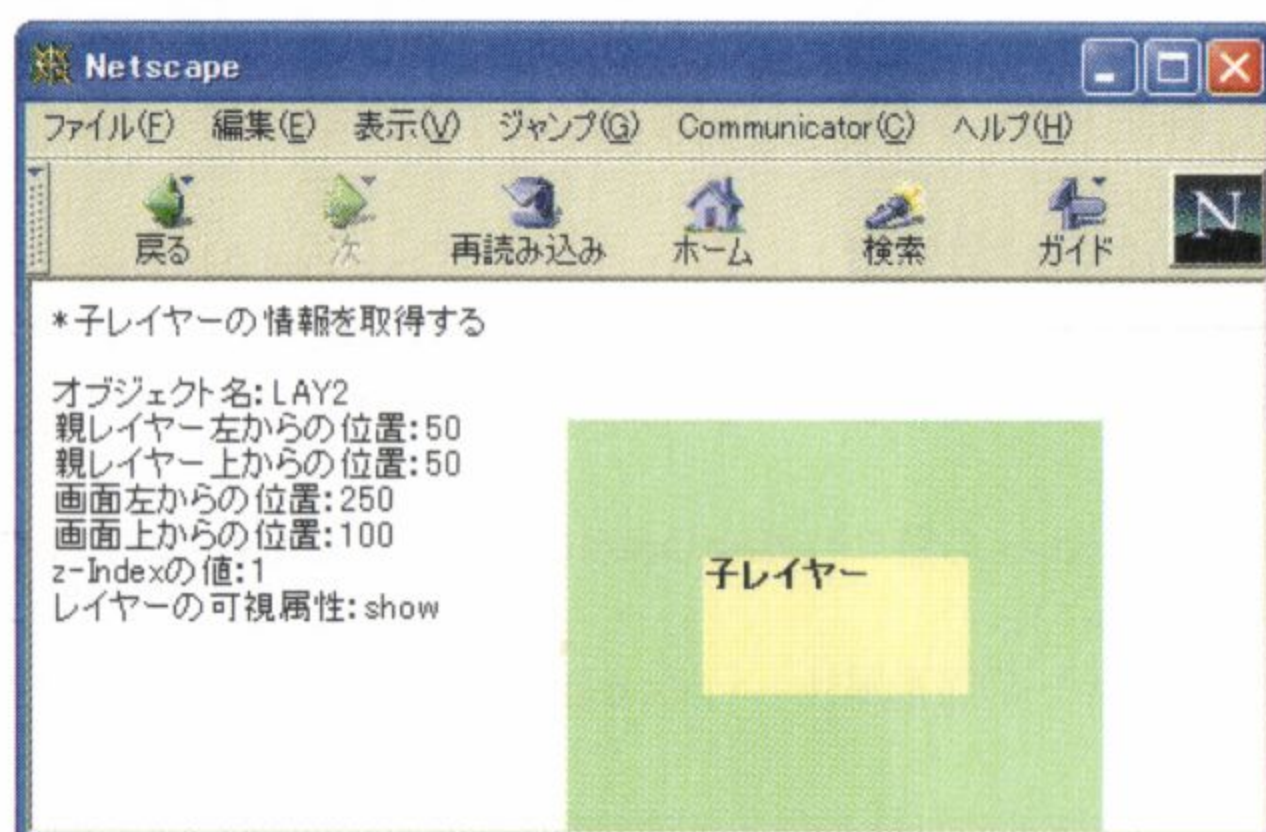 Netscape
ファイル(F) 編集(E) 表示(V) ジャンプ(G) Communicator(C) ヘルプ(H)
戻る 次 再読み込み ホーム 検索 ガイド N
*子レイヤーの情報を取得する
オブジェクト名:LAY2
親レイヤー左からの位置:50
親レイヤー上からの位置:50
画面左からの位置:250
画面上からの位置:100
z-Indexの値:1
レイヤーの可視属性:show
子レイヤー